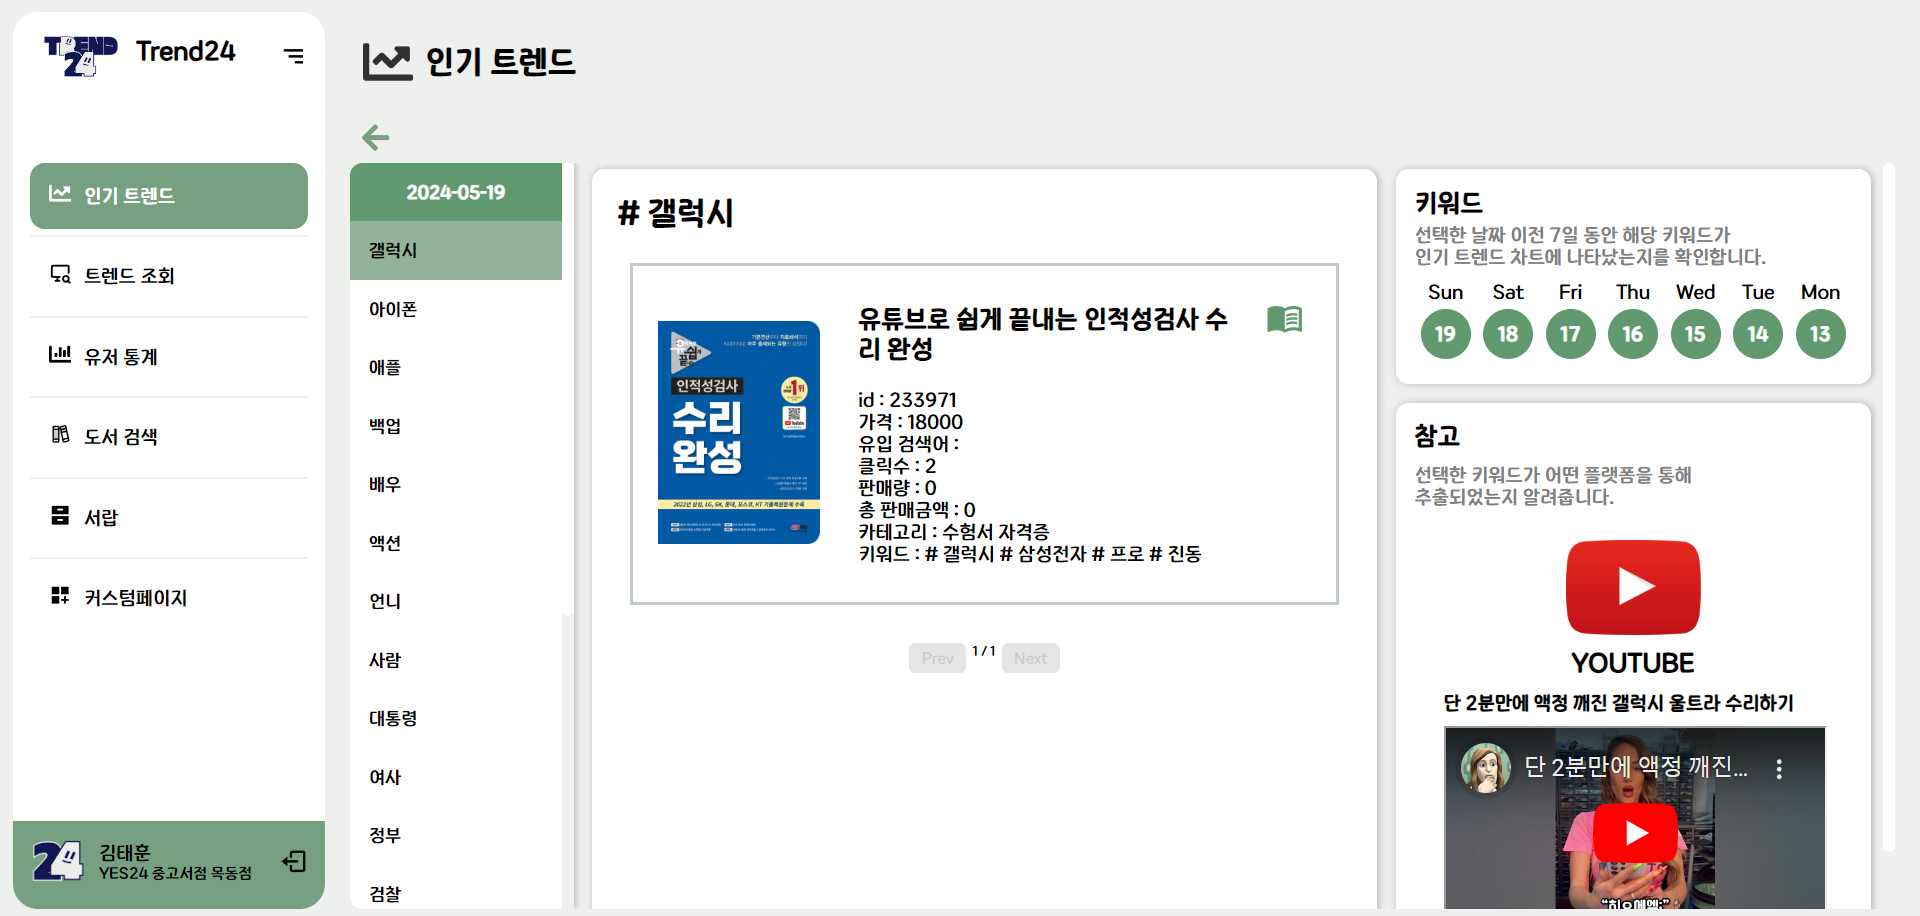 TREND
24
Trend24
인기 트렌드
트렌드 조회
유저 통계
도서 검색
서랍
커스텀페이지
24
김태훈
YES24 중고서점 목동점
인기 트렌드
2024-05-19
갤럭시
아이폰
애플
백업
배우
액션
언니
사람
대통령
여사
정부
검찰
# 갤럭시
인적성검사
1위
수리
완성
유튜브로 쉽게 끝내는 인적성검사 수
리 완성
id : 233971
가격 : 18000
유입 검색어 :
클릭수 : 2
판매량 : 0
총 판매금액 : 0
카테고리 : 수험서 자격증
키워드 : # 갤럭시 # 삼성전자 # 프로 # 진동
Prev 1 / 1 Next
키워드
선택한 날짜 이전 7일 동안 해당 키워드가
인기 트렌드 차트에 나타났는지를 확인합니다.
Sun Sat Fri Thu Wed Tue Mon
19 18 17 16 15 14 13
참고
선택한 키워드가 어떤 플랫폼을 통해
추출되었는지 알려줍니다.
YOUTUBE
단 2분만에 액정 깨진 갤럭시 울트라 수리하기
단 2분만에 액정 깨진...